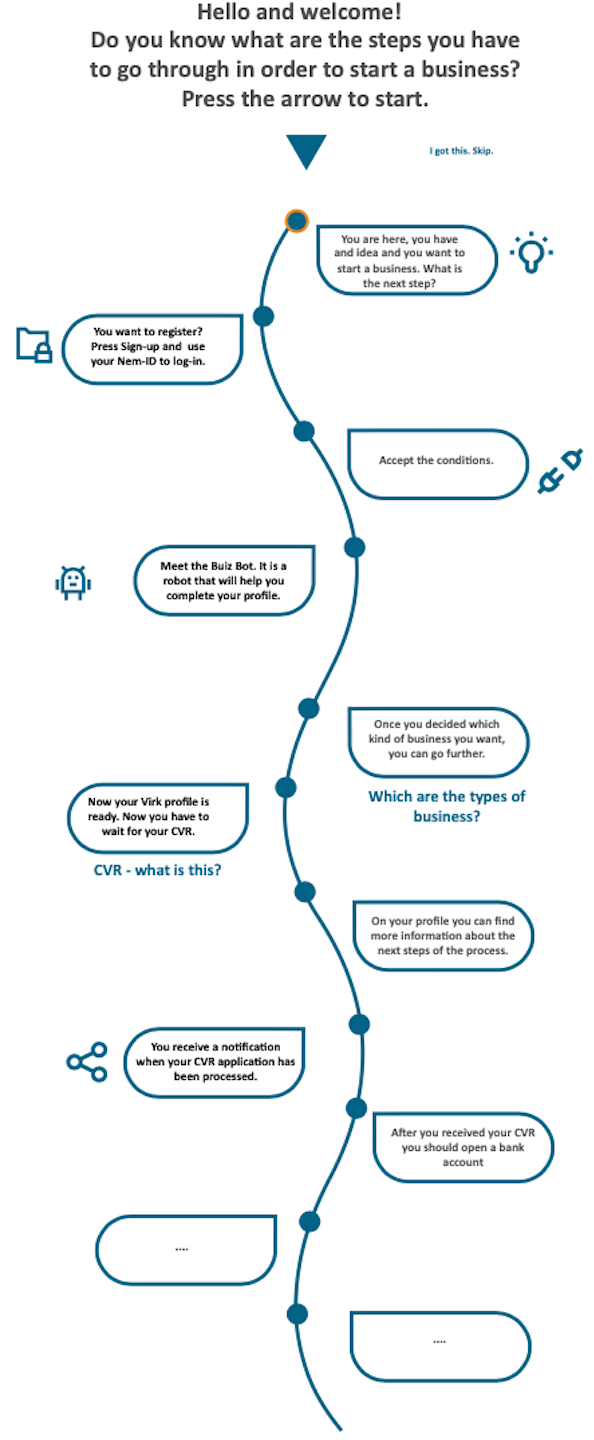 Hello and welcome!
Do you know what are the steps you have
to go through in order to start a business?
Press the arrow to start.
I got this. Skip.
You are here, you have
and idea and you want to
start a business. What is
the next step?
You want to register?
Press Sign-up and use
your Nem-ID to log-in.
Accept the conditions.
Meet the Buiz Bot. It is a
robot that will help you
complete your profile.
Once you decided which
kind of business you want,
you can go further.
Which are the types of
business?
Now your Virk profile is
ready. Now you have to
wait for your CVR.
CVR - what is this?
On your profile you can find
more information about the
next steps of the process.
You receive a notification
when your CVR application has
been processed.
After you received your CVR
you should open a bank
account
....
....